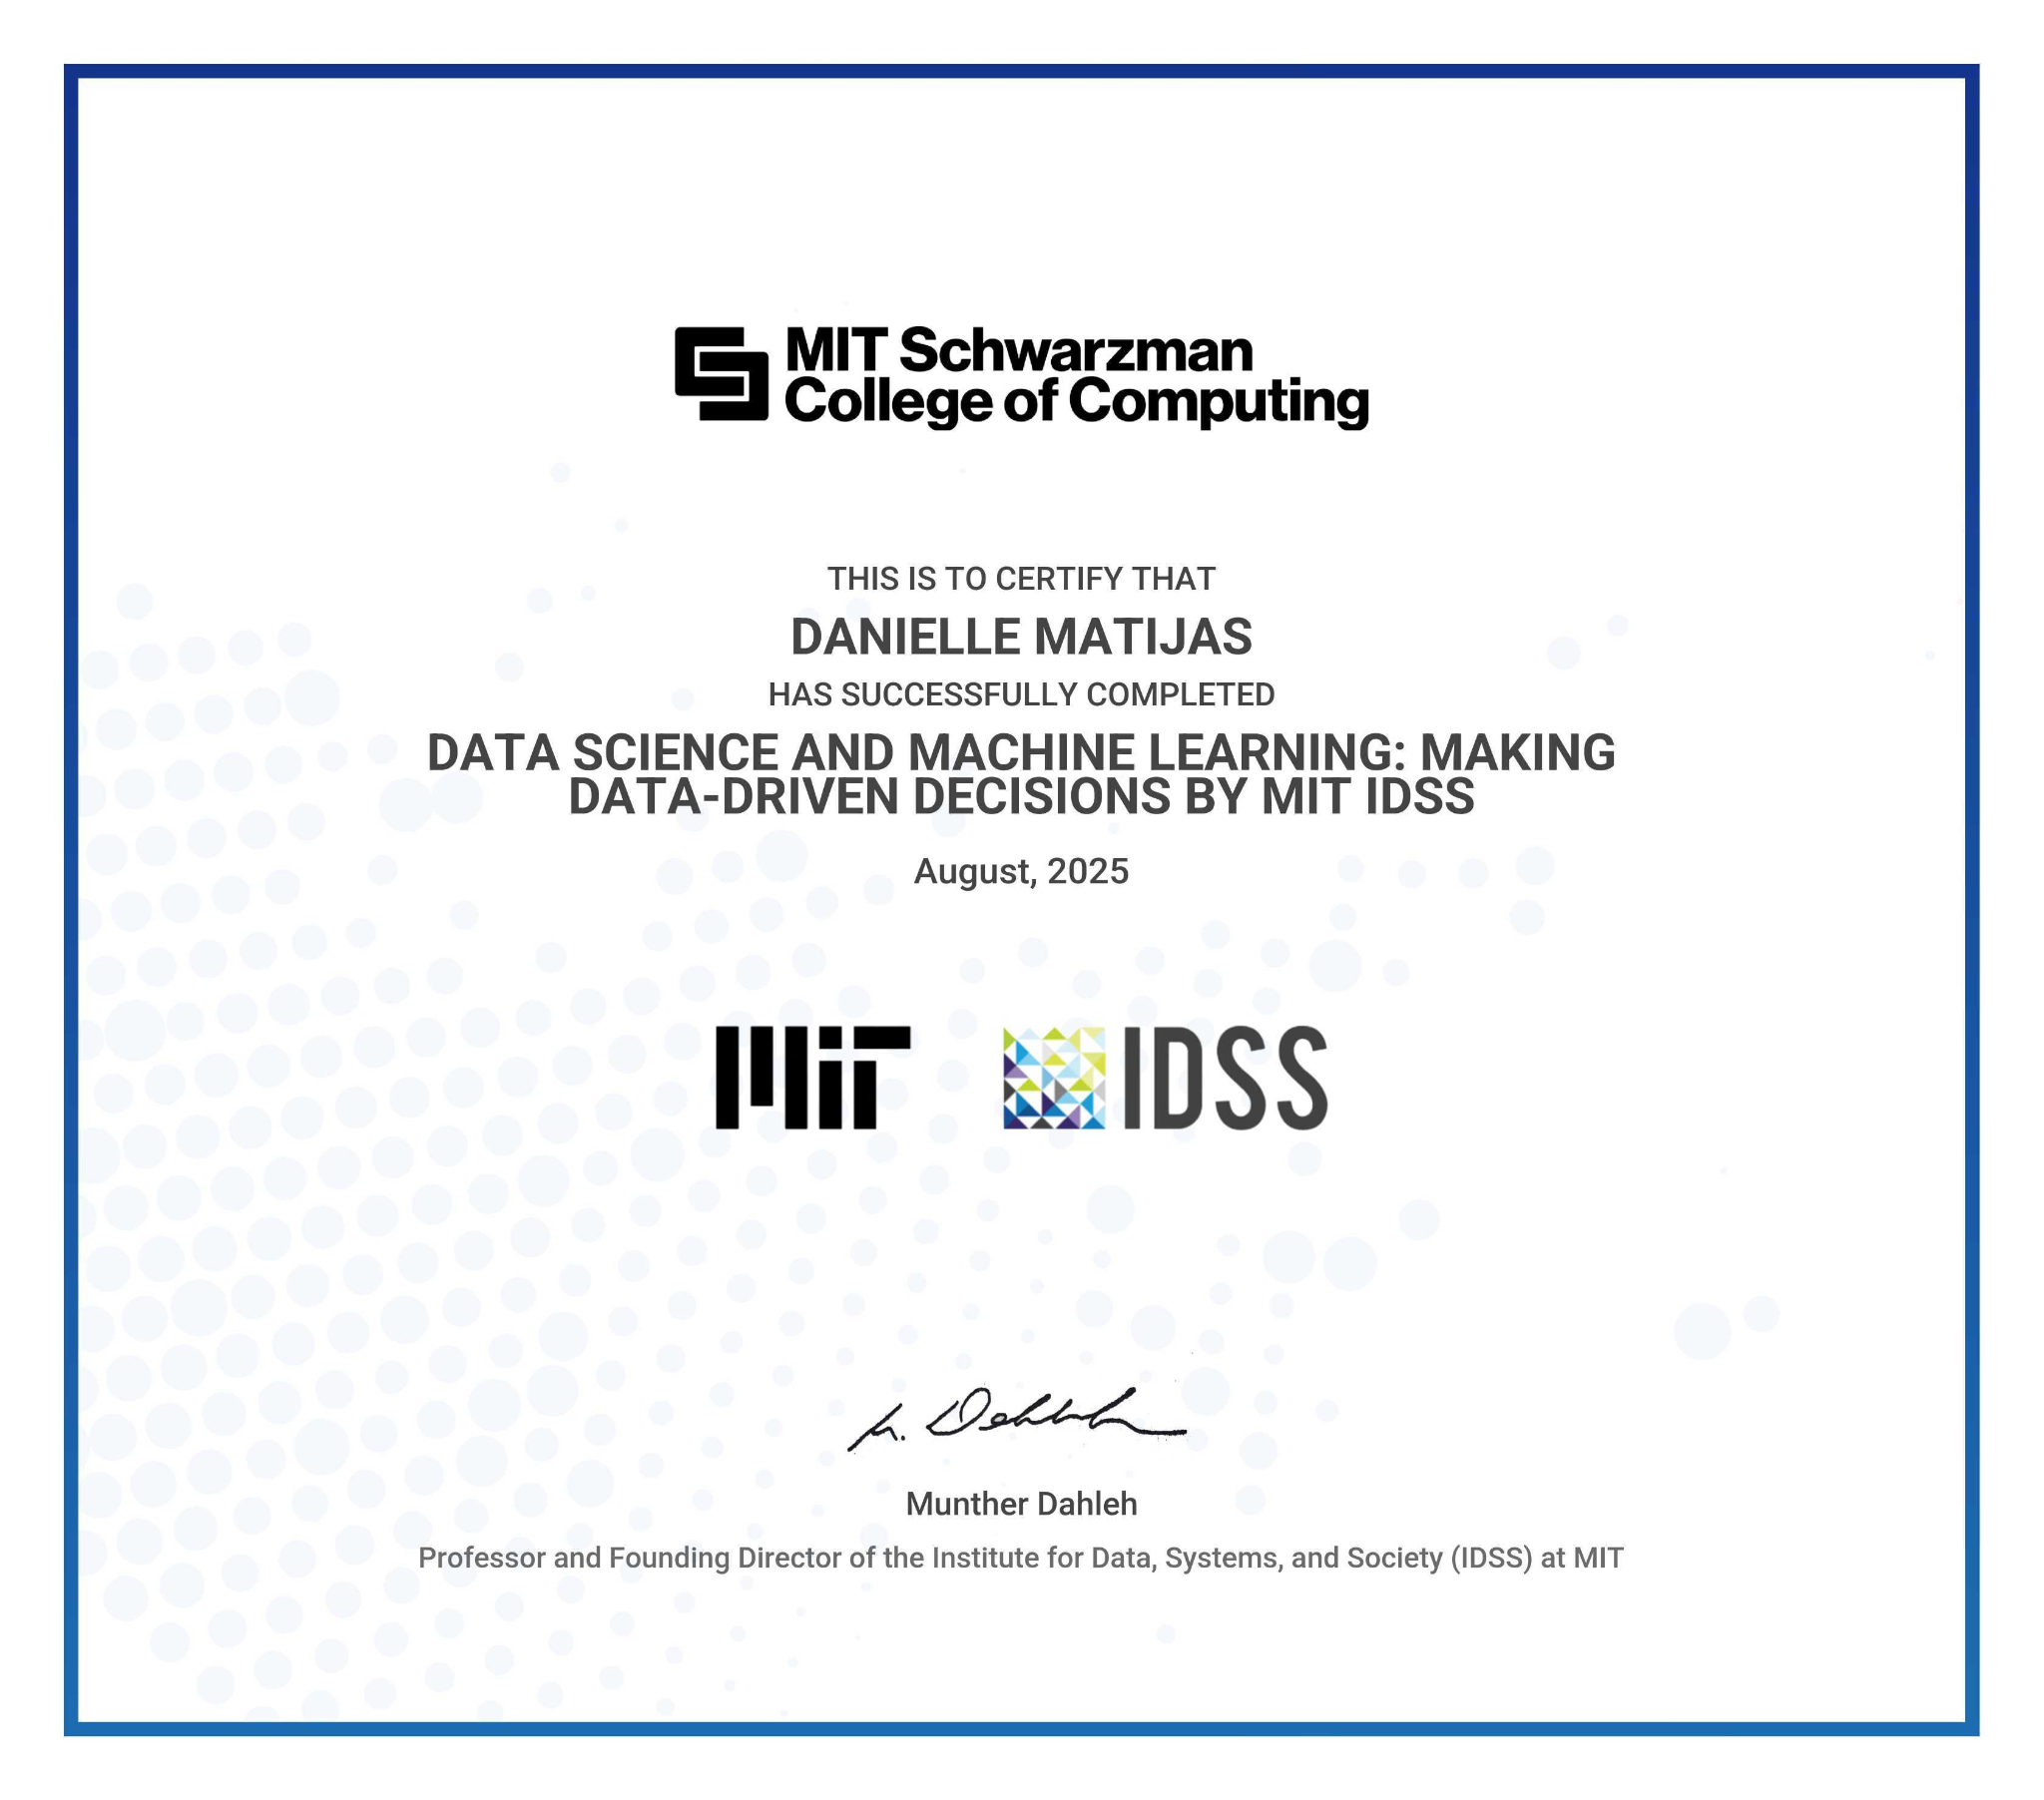 MIT Schwarzman
College of Computing
THIS IS TO CERTIFY THAT
DANIELLE MATIJAS
HAS SUCCESSFULLY COMPLETED
DATA SCIENCE AND MACHINE LEARNING: MAKING
DATA-DRIVEN DECISIONS BY MIT IDSS
August, 2025
MIT IDSS
M. Dahleh
Munther Dahleh
Professor and Founding Director of the Institute for Data, Systems, and Society (IDSS) at MIT